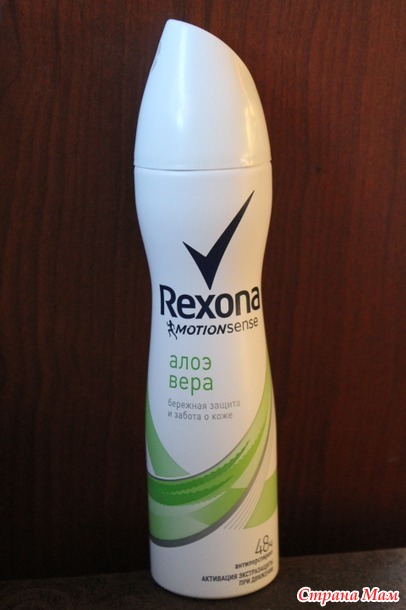 Rexona
MOTIONsense
алоэ
вера
бережная защита
и забота о коже
48ч
антиперспирант
АКТИВАЦИЯ ЭКСТРАЗАЩИТЫ
ПРИ ДВИЖЕНИИ
Страна Мам